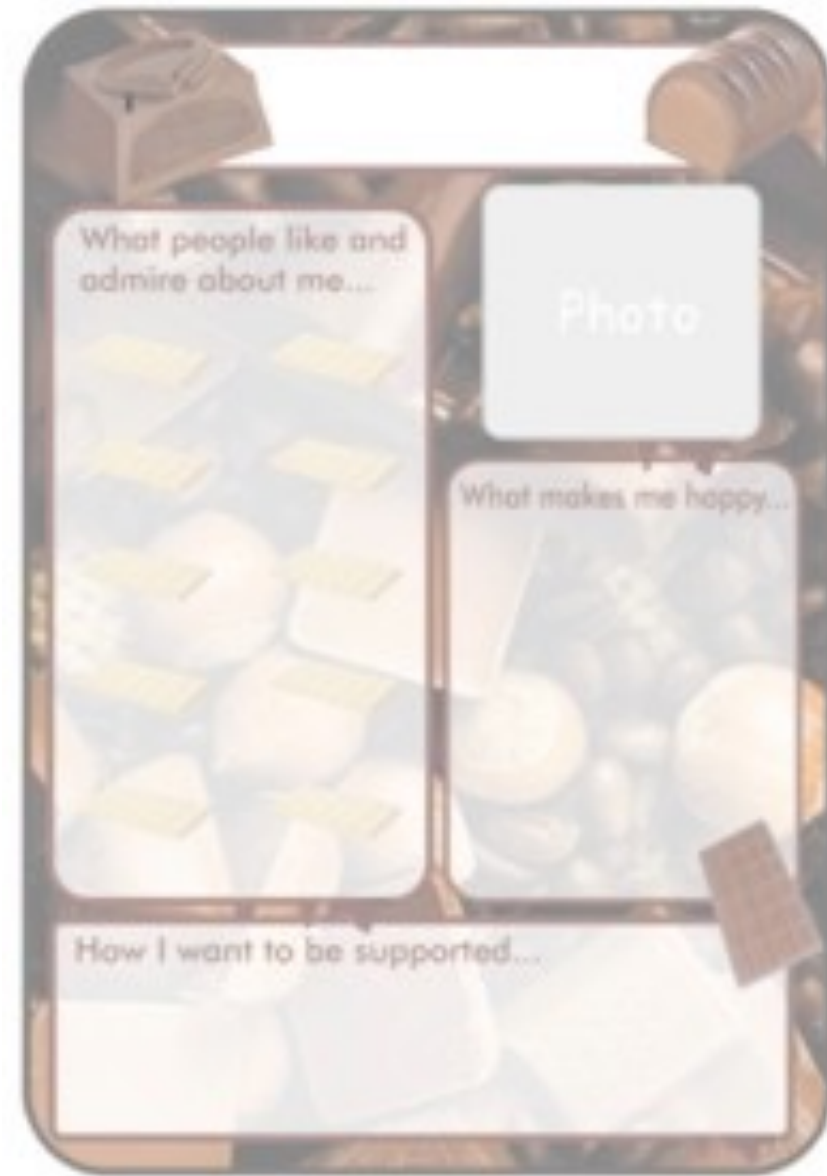 What people like and
admire about me...
Photo
What makes me happy...
How I want to be supported...